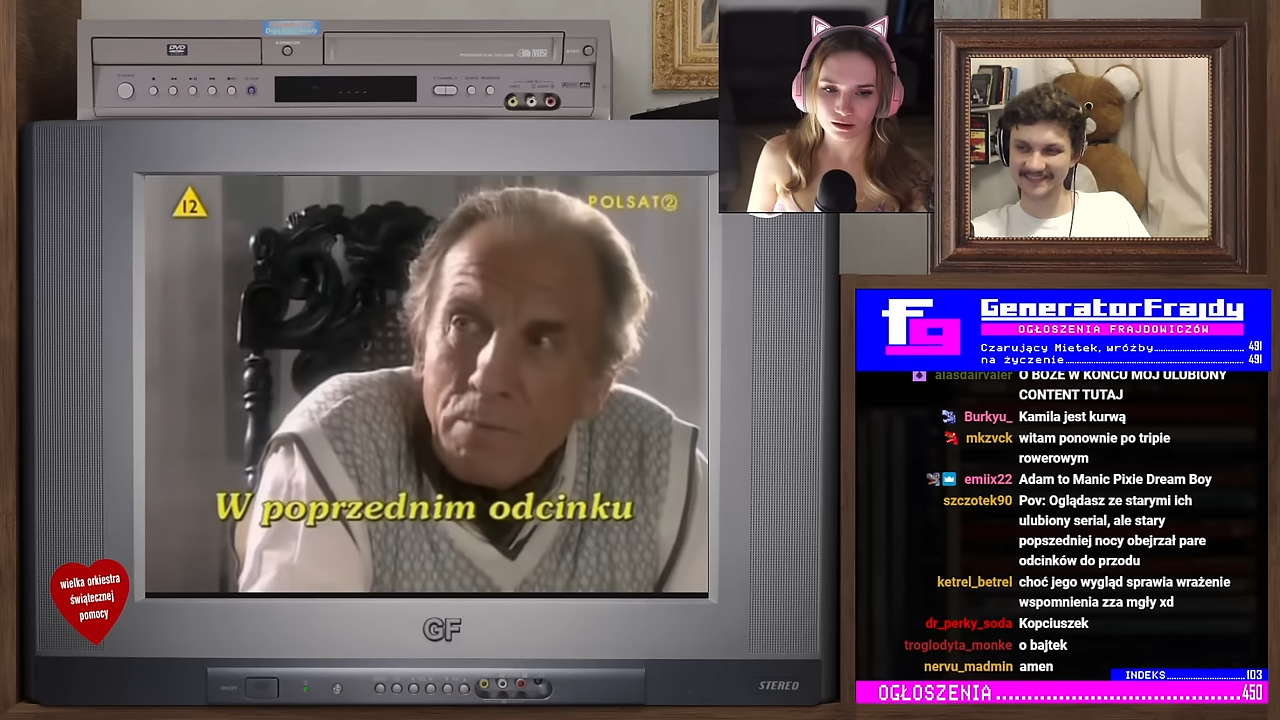 DVD
VHS
12
POLSAT2
W poprzednim odcinku
wielka orkiestra
świątecznej
pomocy
GF
STEREO
fg
GeneratorFrajdy
OGŁOSZENIA FRAJDOWICZÓW
Czarujący Mietek, wróżby 491
na życzenie 491
alasdairvaler O BOŻE W KOŃCU MÓJ ULUBIONY
CONTENT TUTAJ
Burkyu_ Kamila jest kurwą
mkzvck witam ponownie po tripie
rowerowym
emiix22 Adam to Manic Pixie Dream Boy
szczotek90 Pov: Oglądasz ze starymi ich
ulubiony serial, ale stary
popszedniej nocy obejrzał pare
odcinków do przodu
ketrel_betrel choć jego wygląd sprawia wrażenie
wspomnienia zza mgły xd
dr_perky_soda Kopciuszek
troglodyta_monke o bajtek
nervu_madmin amen
INDEKS 103
OGŁOSZENIA 450